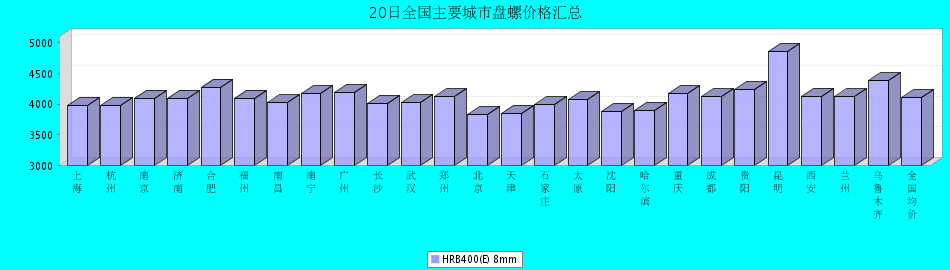 20日全国主要城市盘螺价格汇总
5000
4500
4000
3500
3000
上海
杭州
南京
济南
合肥
福州
南昌
南宁
广州
长沙
武汉
郑州
北京
天津
石家庄
太原
沈阳
哈尔滨
重庆
成都
贵阳
昆明
西安
兰州
乌鲁木齐
全国均价
HRB400(E) 8mm